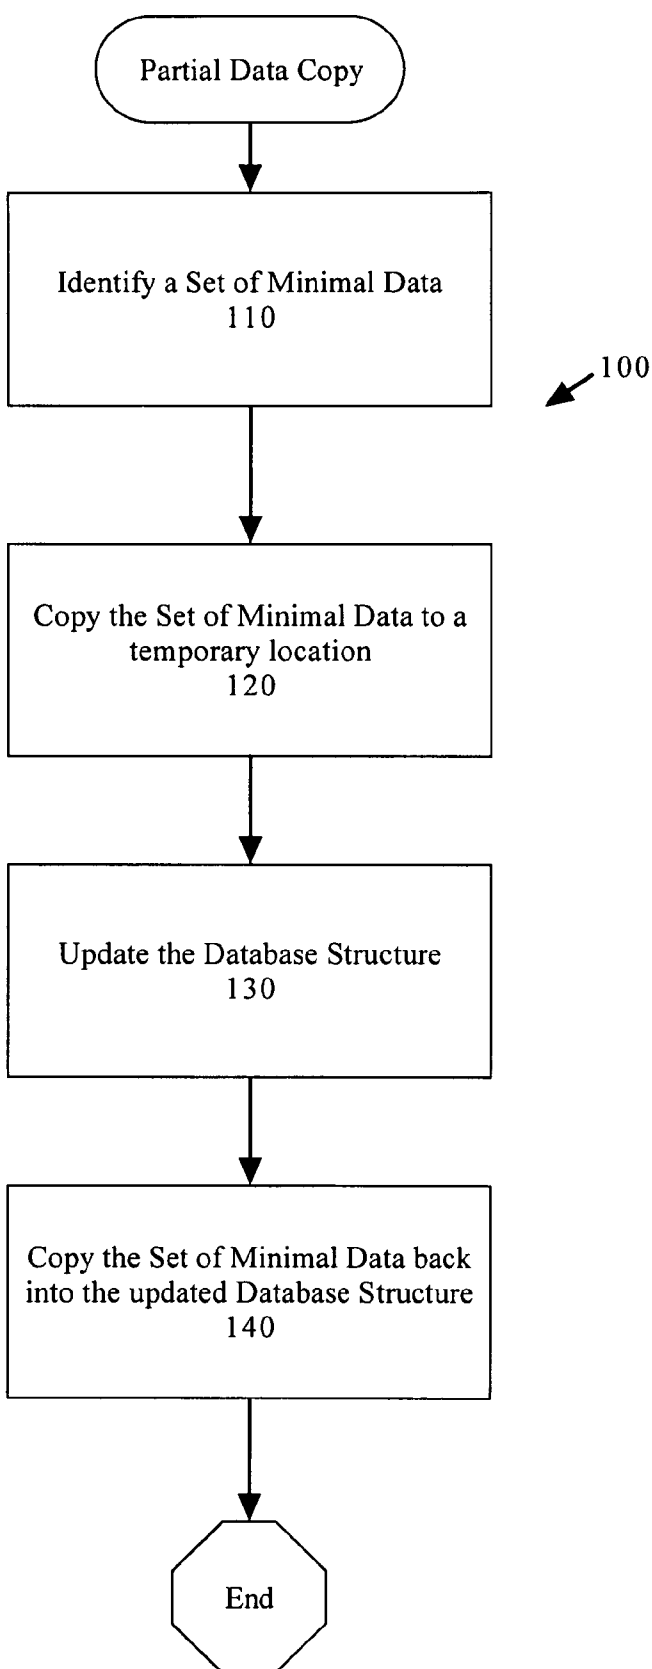 Partial Data Copy
Identify a Set of Minimal Data
110
100
Copy the Set of Minimal Data to a
temporary location
120
Update the Database Structure
130
Copy the Set of Minimal Data back
into the updated Database Structure
140
End